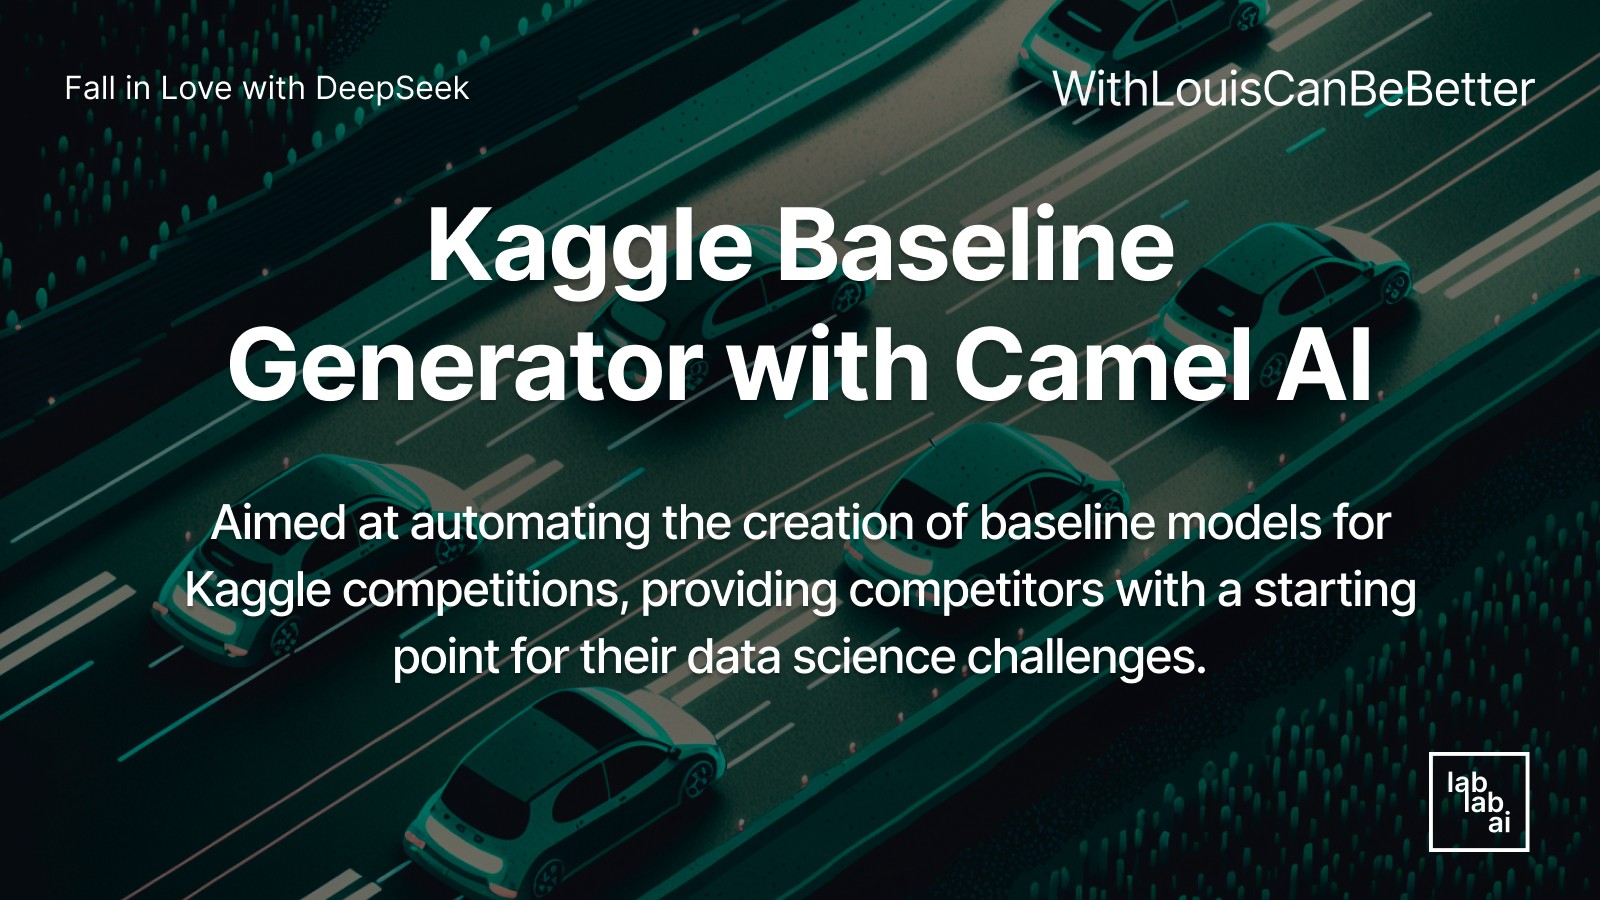 Fall in Love with DeepSeek
WithLouisCanBeBetter
Kaggle Baseline
Generator with Camel AI
Aimed at automating the creation of baseline models for
Kaggle competitions, providing competitors with a starting
point for their data science challenges.
lab
lab
ai